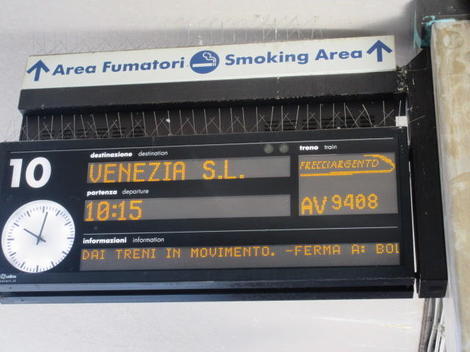 Area Fumatori Smoking Area
10
destinazione destination
treno train
VENEZIA S.L.
FRECCIARGENTO
partenza departure
10:15
AV 9408
informazioni information
DAI TRENI IN MOVIMENTO. -FERMA A: BOL